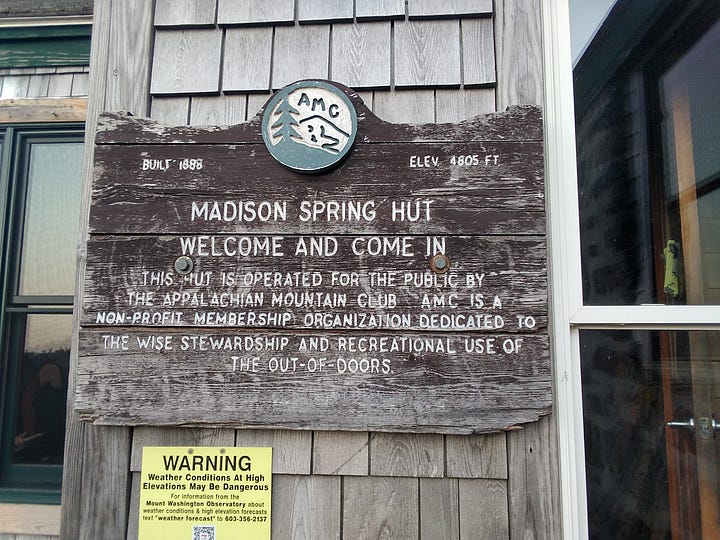 AMC
BUILT 1888
ELEV 4805 FT
MADISON SPRING HUT
WELCOME AND COME IN
THIS HUT IS OPERATED FOR THE PUBLIC BY
THE APPALACHIAN MOUNTAIN CLUB AMC IS A
NON-PROFIT MEMBERSHIP ORGANIZATION DEDICATED TO
THE WISE STEWARDSHIP AND RECREATIONAL USE OF
THE OUT-OF-DOORS.
WARNING
Weather Conditions At High
Elevations May Be Dangerous
For information from the
Mount Washington Observatory about
weather conditions & high elevation forecasts
text "weather forecast" to 603-356-2137